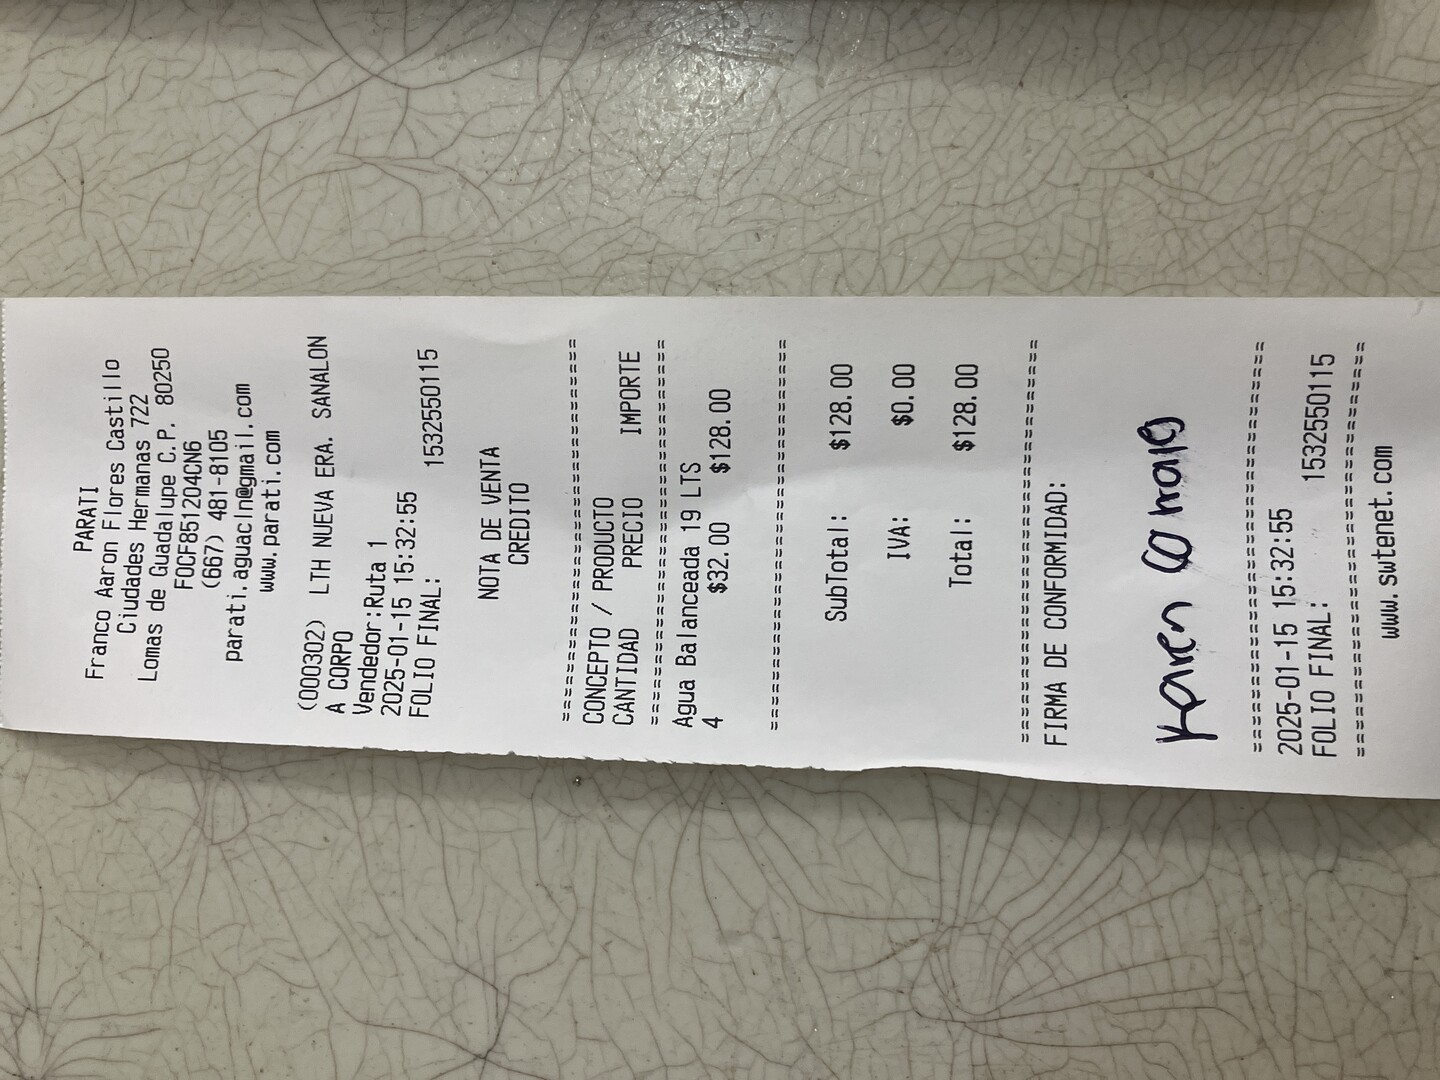 PARATI
Franco Aaron Flores Castillo
Ciudades Hermanas 722
Lomas de Guadalupe C.P. 80250
FOCF851204CN6
(667) 481-8105
parati.aguacln@gmail.com
www.parati.com
(000302) LTH NUEVA ERA. SANALON
A CORPO
Vendedor:Ruta 1
2025-01-15 15:32:55
FOLIO FINAL: 1532550115
NOTA DE VENTA
CREDITO
================================
CONCEPTO / PRODUCTO
CANTIDAD PRECIO IMPORTE
================================
Agua Balanceada 19 LTS
4 $32.00 $128.00
================================
SubTotal: $128.00
IVA: $0.00
Total: $128.00
================================
FIRMA DE CONFORMIDAD:
Karen
================================
2025-01-15 15:32:55
FOLIO FINAL: 1532550115
================================
www.swtenet.com